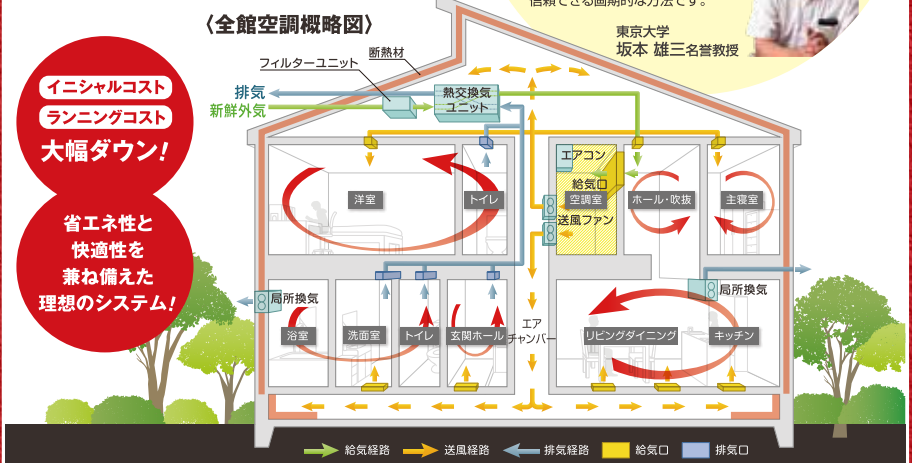 信頼できる画期的な方法です。
東京大学
坂本 雄三名誉教授
〈全館空調概略図〉
イニシャルコスト
ランニングコスト
大幅ダウン!
省エネ性と
快適性を
兼ね備えた
理想のシステム!
断熱材
フィルターユニット
排気
新鮮外気
熱交換気
ユニット
エアコン
給気口
洋室
トイレ
空調室
ホール・吹抜
主寝室
送風ファン
局所換気
局所換気
浴室
洗面室
トイレ
玄関ホール
エア
チャンバー
リビングダイニング
キッチン
給気経路
送風経路
排気経路
給気口
排気口